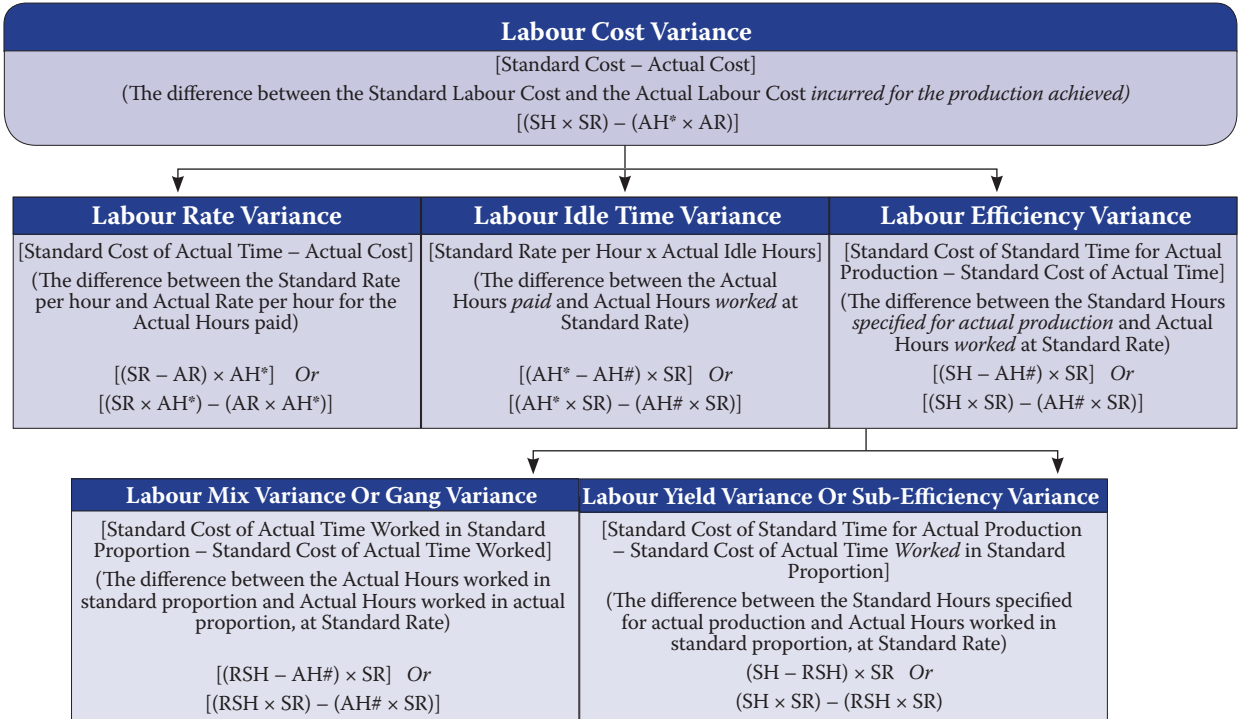 Labour Cost Variance
[Standard Cost – Actual Cost]
(The difference between the Standard Labour Cost and the Actual Labour Cost incurred for the production achieved)
[(SH × SR) – (AH* × AR)]
Labour Rate Variance
[Standard Cost of Actual Time – Actual Cost]
(The difference between the Standard Rate
per hour and Actual Rate per hour for the
Actual Hours paid)
[(SR – AR) × AH*] Or
[(SR × AH*) – (AR × AH*)]
Labour Idle Time Variance
[Standard Rate per Hour x Actual Idle Hours]
(The difference between the Actual
Hours paid and Actual Hours worked at
Standard Rate)
[(AH* – AH#) × SR] Or
[(AH* × SR) – (AH# × SR)]
Labour Efficiency Variance
[Standard Cost of Standard Time for Actual
Production – Standard Cost of Actual Time]
(The difference between the Standard Hours
specified for actual production and Actual
Hours worked at Standard Rate)
[(SH – AH#) × SR] Or
[(SH × SR) – (AH# × SR)]
Labour Mix Variance Or Gang Variance
[Standard Cost of Actual Time Worked in Standard
Proportion – Standard Cost of Actual Time Worked]
(The difference between the Actual Hours worked in
standard proportion and Actual Hours worked in actual
proportion, at Standard Rate)
[(RSH – AH#) × SR] Or
[(RSH × SR) – (AH# × SR)]
Labour Yield Variance Or Sub-Efficiency Variance
[Standard Cost of Standard Time for Actual Production
– Standard Cost of Actual Time Worked in Standard
Proportion]
(The difference between the Standard Hours specified
for actual production and Actual Hours worked in
standard proportion, at Standard Rate)
(SH – RSH) × SR Or
(SH × SR) – (RSH × SR)